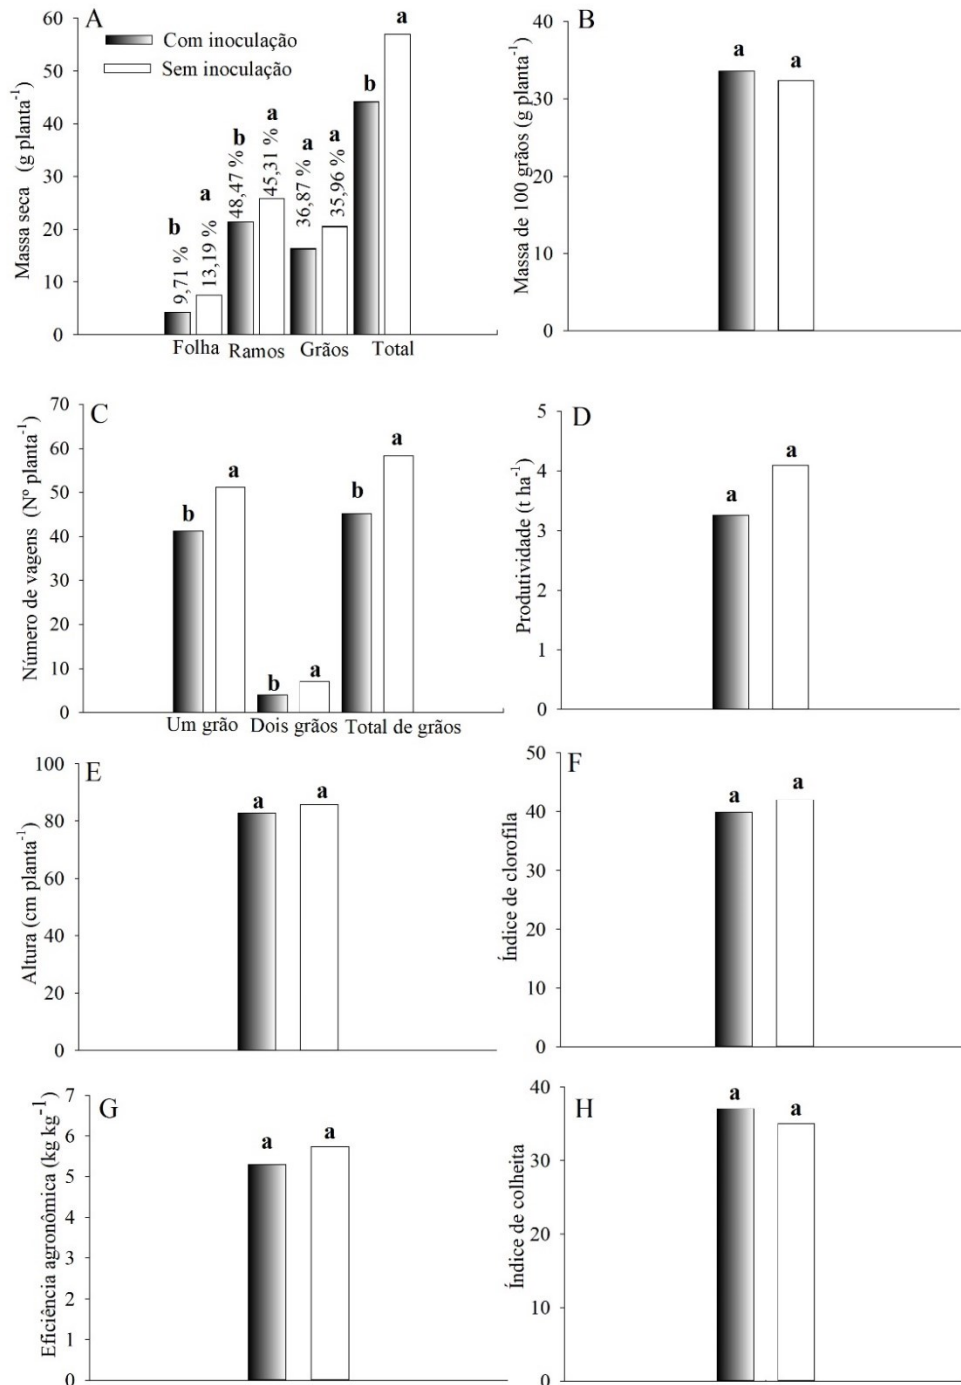 A
Com inoculação
Sem inoculação
Massa seca (g planta-1)
60
50
40
30
20
10
0
b
9,71 %
a
13,19 %
b
48,47 %
a
45,31 %
a
36,87 %
a
35,96 %
b
a
Folha
Ramos
Grãos
Total
B
Massa de 100 grãos (g planta-1)
40
30
20
10
0
a
a
C
Número de vagens (Nº planta-1)
70
60
50
40
30
20
10
0
b
a
b
a
b
a
Um grão
Dois grãos
Total de grãos
D
Produtividade (t ha-1)
5
4
3
2
1
0
a
a
E
Altura (cm planta-1)
100
80
60
40
20
0
a
a
F
Índice de clorofila
50
40
30
20
10
0
a
a
G
Eficiência agronômica (kg kg-1)
7
6
5
4
3
2
1
0
a
a
H
Índice de colheita
40
30
20
10
0
a
a